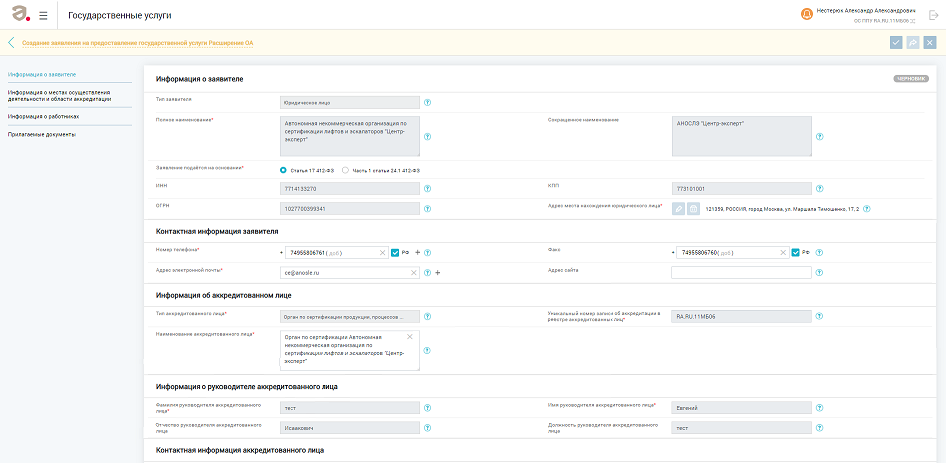 Государственные услуги
Нестерюк Александр Александрович
ОС ППУ RA.RU.11МБ06
Создание заявления на предоставление государственной услуги Расширение ОА
Информация о заявителе
Информация о местах осуществления
деятельности и области аккредитации
Информация о работниках
Прилагаемые документы
Информация о заявителе
ЧЕРНОВИК
Тип заявителя
Юридическое лицо
Полное наименование*
Автономная некоммерческая организация по
сертификации лифтов и эскалаторов "Центр-
эксперт"
Сокращенное наименование
АНОСЛЭ "Центр-эксперт"
Заявление подаётся на основании*
Статья 17 412-ФЗ
Часть 1 статьи 24.1 412-ФЗ
ИНН
7714133270
КПП
773101001
ОГРН
1027700399341
Адрес места нахождения юридического лица*
121359, РОССИЯ, город Москва, ул. Маршала Тимошенко, 17, 2
Контактная информация заявителя
Номер телефона*
+ 74955806761( доб)
РФ
Факс
+ 74955806760( доб)
РФ
Адрес электронной почты*
ce@anosle.ru
Адрес сайта
Информация об аккредитованном лице
Тип аккредитованного лица*
Орган по сертификации продукции, процессов ...
Уникальный номер записи об аккредитации в
реестре аккредитованных лиц*
RA.RU.11МБ06
Наименование аккредитованного лица*
Орган по сертификации Автономная
некоммерческая организация по
сертификации лифтов и эскалаторов "Центр-
эксперт"
Информация о руководителе аккредитованного лица
Фамилия руководителя аккредитованного
лица*
тест
Имя руководителя аккредитованного лица*
Евгений
Отчество руководителя аккредитованного
лица
Исаакович
Должность руководителя аккредитованного
лица
тест
Контактная информация аккредитованного лица